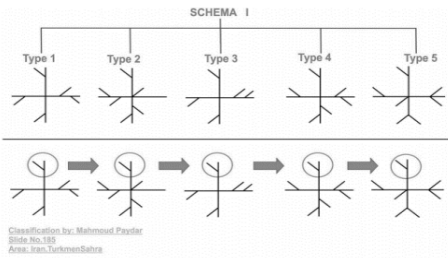 SCHEMA I
Type 1 Type 2 Type 3 Type 4 Type 5
Classification by: Mahmoud Paydar
Slide No.185
Area: Iran.TurkmenSahra